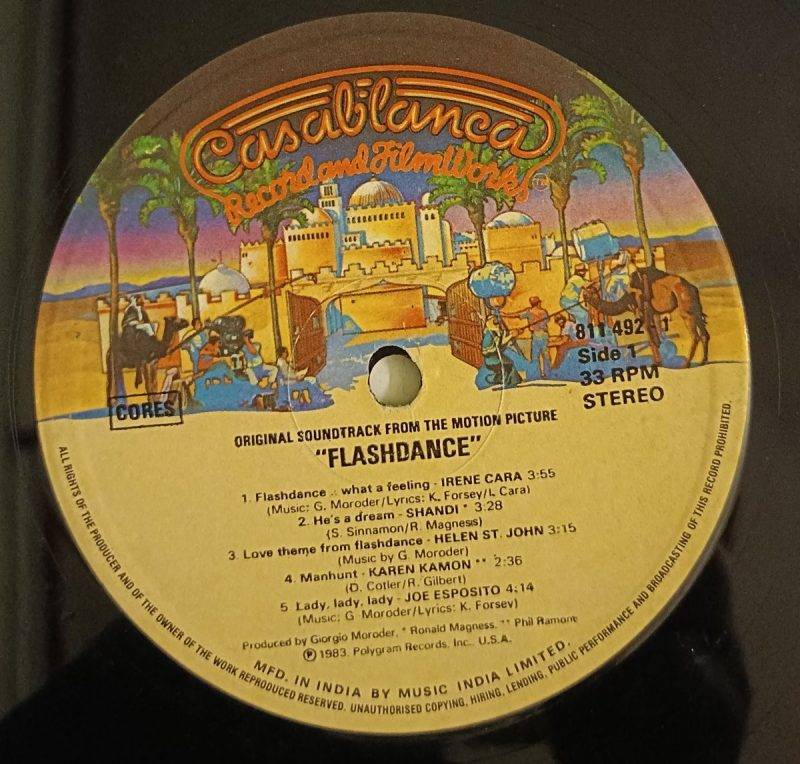 Casablanca
Record and FilmWorks TM
811 492 - 1
Side 1
33 RPM
STEREO
CORES
ORIGINAL SOUNDTRACK FROM THE MOTION PICTURE
"FLASHDANCE"
1. Flashdance .. what a feeling - IRENE CARA 3:55
(Music: G. Moroder/Lyrics: K. Forsey/I. Cara)
2. He's a dream - SHANDI * 3:28
(S. Sinnamon/R. Magness)
3. Love theme from flashdance - HELEN ST. JOHN 3:15
(Music by G. Moroder)
4. Manhunt - KAREN KAMON ** 2:36
(D. Cotler/R. Gilbert)
5. Lady, lady, lady - JOE ESPOSITO 4:14
(Music: G. Moroder/Lyrics: K. Forsey)
Produced by Giorgio Moroder, * Ronald Magness, ** Phil Ramone
℗ 1983, Polygram Records, Inc., U.S.A.
MFD. IN INDIA BY MUSIC INDIA LIMITED.
ALL RIGHTS OF THE PRODUCER AND OF THE OWNER OF THE WORK REPRODUCED RESERVED. UNAUTHORISED COPYING, HIRING, LENDING, PUBLIC PERFORMANCE AND BROADCASTING OF THIS RECORD PROHIBITED.